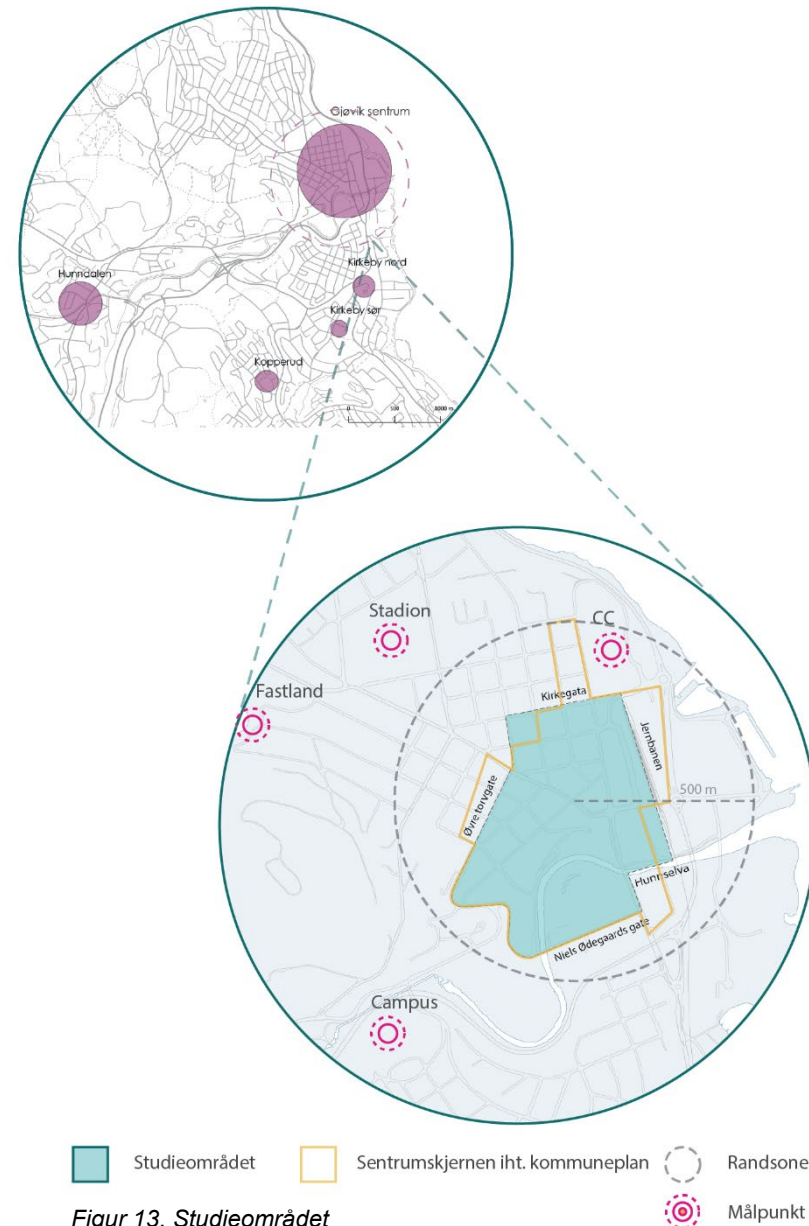 Gjøvik sentrum
Kirkeby nord
Hunndalen
Kirkeby sør
Kopperud
Stadion
CC
Fastland
Kirkegata
Jernbanen
Øvre torvgate
500 m
Hunnselva
Niels Ødegaards gate
Campus
Studieområdet
Sentrumskjernen iht. kommuneplan
Randsone
Målpunkt
Figur 13. Studieområdet